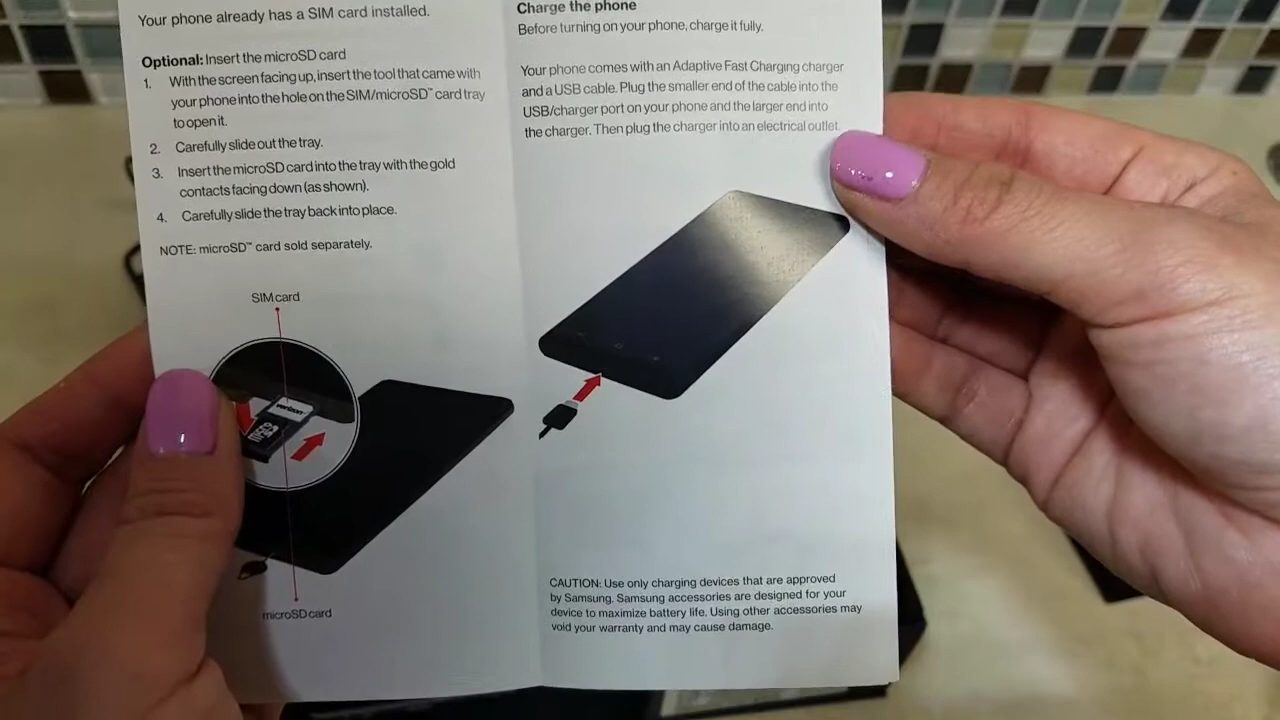 Your phone already has a SIM card installed.
Optional: Insert the microSD card
1. With the screen facing up, insert the tool that came with
your phone into the hole on the SIM/microSD™ card tray
to open it.
2. Carefully slide out the tray.
3. Insert the microSD card into the tray with the gold
contacts facing down (as shown).
4. Carefully slide the tray back into place.
NOTE: microSD™ card sold separately.
SIM card
verizon
microSD card
Charge the phone
Before turning on your phone, charge it fully.
Your phone comes with an Adaptive Fast Charging charger
and a USB cable. Plug the smaller end of the cable into the
USB/charger port on your phone and the larger end into
the charger. Then plug the charger into an electrical outlet.
CAUTION: Use only charging devices that are approved
by Samsung. Samsung accessories are designed for your
device to maximize battery life. Using other accessories may
void your warranty and may cause damage.